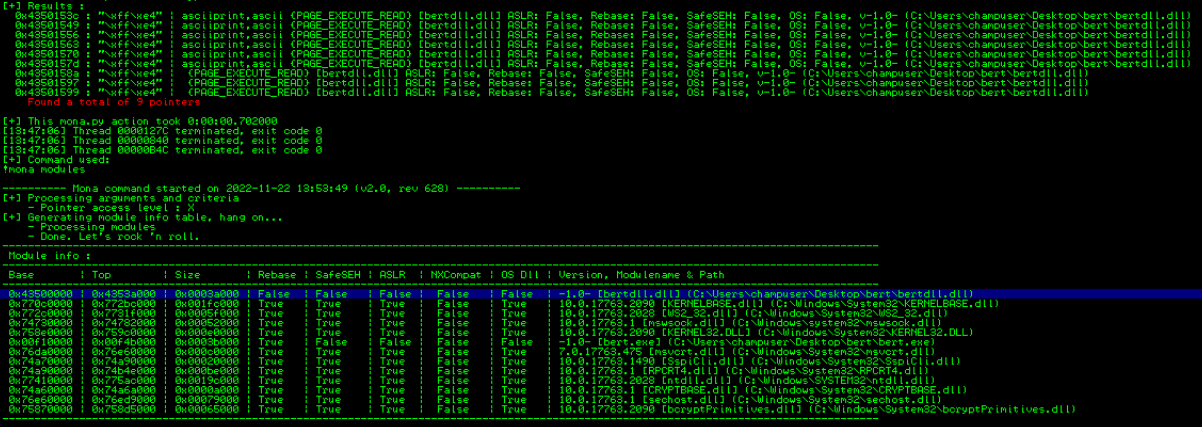 [+] Results :
0x4350153c : "\xff\xe4" | asciiprint,ascii {PAGE_EXECUTE_READ} [bertdll.dll] ASLR: False, Rebase: False, SafeSEH: False, OS: False, v-1.0- (C:\Users\champuser\Desktop\bert\bertdll.dll)
0x43501549 : "\xff\xe4" | asciiprint,ascii {PAGE_EXECUTE_READ} [bertdll.dll] ASLR: False, Rebase: False, SafeSEH: False, OS: False, v-1.0- (C:\Users\champuser\Desktop\bert\bertdll.dll)
0x43501556 : "\xff\xe4" | asciiprint,ascii {PAGE_EXECUTE_READ} [bertdll.dll] ASLR: False, Rebase: False, SafeSEH: False, OS: False, v-1.0- (C:\Users\champuser\Desktop\bert\bertdll.dll)
0x43501563 : "\xff\xe4" | asciiprint,ascii {PAGE_EXECUTE_READ} [bertdll.dll] ASLR: False, Rebase: False, SafeSEH: False, OS: False, v-1.0- (C:\Users\champuser\Desktop\bert\bertdll.dll)
0x43501570 : "\xff\xe4" | asciiprint,ascii {PAGE_EXECUTE_READ} [bertdll.dll] ASLR: False, Rebase: False, SafeSEH: False, OS: False, v-1.0- (C:\Users\champuser\Desktop\bert\bertdll.dll)
0x4350157d : "\xff\xe4" | asciiprint,ascii {PAGE_EXECUTE_READ} [bertdll.dll] ASLR: False, Rebase: False, SafeSEH: False, OS: False, v-1.0- (C:\Users\champuser\Desktop\bert\bertdll.dll)
0x4350158a : "\xff\xe4" | {PAGE_EXECUTE_READ} [bertdll.dll] ASLR: False, Rebase: False, SafeSEH: False, OS: False, v-1.0- (C:\Users\champuser\Desktop\bert\bertdll.dll)
0x43501597 : "\xff\xe4" | {PAGE_EXECUTE_READ} [bertdll.dll] ASLR: False, Rebase: False, SafeSEH: False, OS: False, v-1.0- (C:\Users\champuser\Desktop\bert\bertdll.dll)
0x43501599 : "\xff\xe4" | {PAGE_EXECUTE_READ} [bertdll.dll] ASLR: False, Rebase: False, SafeSEH: False, OS: False, v-1.0- (C:\Users\champuser\Desktop\bert\bertdll.dll)
Found a total of 9 pointers
[+] This mona.py action took 0:00:00.702000
[13:47:06] Thread 0000127C terminated, exit code 0
[13:47:06] Thread 00000840 terminated, exit code 0
[13:47:06] Thread 00000B4C terminated, exit code 0
[+] Command used:
!mona modules
---------- Mona command started on 2022-11-22 13:53:49 (v2.0, rev 628) ----------
[+] Processing arguments and criteria
- Pointer access level : X
[+] Generating module info table, hang on...
- Processing modules
- Done. Let's rock 'n roll.
Module info :
Base | Top | Size | Rebase | SafeSEH | ASLR | NXCompat | OS Dll | Version, Modulename & Path
0x43500000 | 0x4353a000 | 0x0003a000 | False | False | False | False | False | -1.0- [bertdll.dll] (C:\Users\champuser\Desktop\bert\bertdll.dll)
0x770c0000 | 0x772bc000 | 0x001fc000 | True | True | True | False | True | 10.0.17763.2090 [KERNELBASE.dll] (C:\Windows\System32\KERNELBASE.dll)
0x772c0000 | 0x7731f000 | 0x0005f000 | True | True | True | False | True | 10.0.17763.2028 [WS2_32.dll] (C:\Windows\System32\WS2_32.dll)
0x74730000 | 0x74782000 | 0x00052000 | True | True | True | False | True | 10.0.17763.1 [mswsock.dll] (C:\Windows\system32\mswsock.dll)
0x758e0000 | 0x759c0000 | 0x000e0000 | True | True | True | False | True | 10.0.17763.2090 [KERNEL32.DLL] (C:\Windows\System32\KERNEL32.DLL)
0x00f10000 | 0x00f4b000 | 0x0003b000 | True | False | False | False | False | -1.0- [bert.exe] (C:\Users\champuser\Desktop\bert\bert.exe)
0x76da0000 | 0x76e60000 | 0x000c0000 | True | True | True | False | True | 7.0.17763.475 [msvcrt.dll] (C:\Windows\System32\msvcrt.dll)
0x74a70000 | 0x74a90000 | 0x00020000 | True | True | True | False | True | 10.0.17763.1490 [SspiCli.dll] (C:\Windows\System32\SspiCli.dll)
0x74a90000 | 0x74b4e000 | 0x000be000 | True | True | True | False | True | 10.0.17763.1 [RPCRT4.dll] (C:\Windows\System32\RPCRT4.dll)
0x77410000 | 0x775ac000 | 0x0019c000 | True | True | True | False | True | 10.0.17763.2028 [ntdll.dll] (C:\Windows\SYSTEM32\ntdll.dll)
0x74a60000 | 0x74a6a000 | 0x0000a000 | True | True | True | False | True | 10.0.17763.1 [CRYPTBASE.dll] (C:\Windows\System32\CRYPTBASE.dll)
0x76e60000 | 0x76ed9000 | 0x00079000 | True | True | True | False | True | 10.0.17763.1 [sechost.dll] (C:\Windows\System32\sechost.dll)
0x75870000 | 0x758d5000 | 0x00065000 | True | True | True | False | True | 10.0.17763.2090 [bcryptPrimitives.dll] (C:\Windows\System32\bcryptPrimitives.dll)